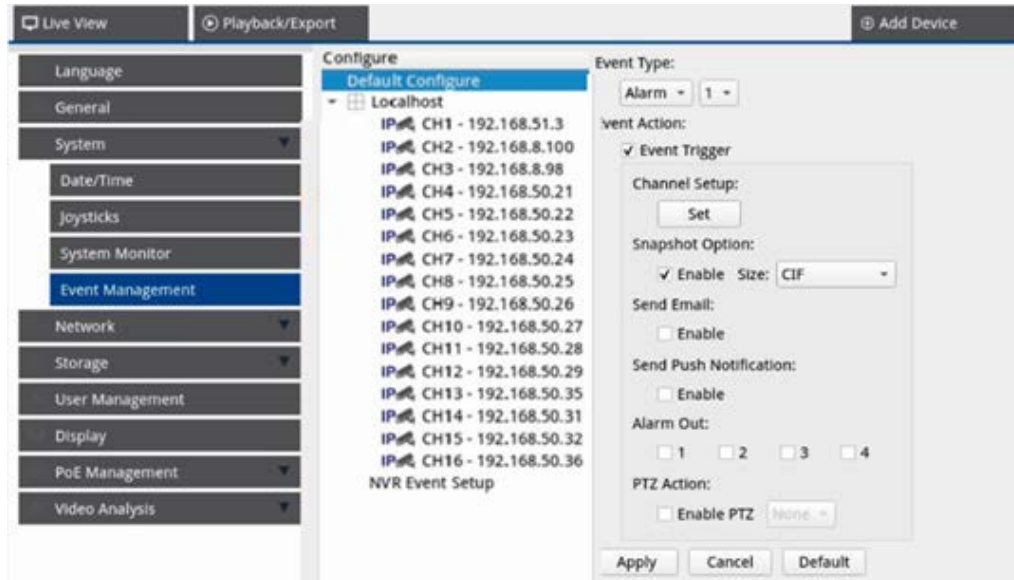 Live View
Playback/Export
Add Device
Language
General
System
Date/Time
Joysticks
System Monitor
Event Management
Network
Storage
User Management
Display
PoE Management
Video Analysis
Configure
Default Configure
Localhost
IP CH1 - 192.168.51.3
IP CH2 - 192.168.8.100
IP CH3 - 192.168.8.98
IP CH4 - 192.168.50.21
IP CH5 - 192.168.50.22
IP CH6 - 192.168.50.23
IP CH7 - 192.168.50.24
IP CH8 - 192.168.50.25
IP CH9 - 192.168.50.26
IP CH10 - 192.168.50.27
IP CH11 - 192.168.50.28
IP CH12 - 192.168.50.29
IP CH13 - 192.168.50.35
IP CH14 - 192.168.50.31
IP CH15 - 192.168.50.32
IP CH16 - 192.168.50.36
NVR Event Setup
Event Type:
Alarm 1
vent Action:
Event Trigger
Channel Setup:
Set
Snapshot Option:
Enable Size: CIF
Send Email:
Enable
Send Push Notification:
Enable
Alarm Out:
1 2 3 4
PTZ Action:
Enable PTZ None
Apply Cancel Default